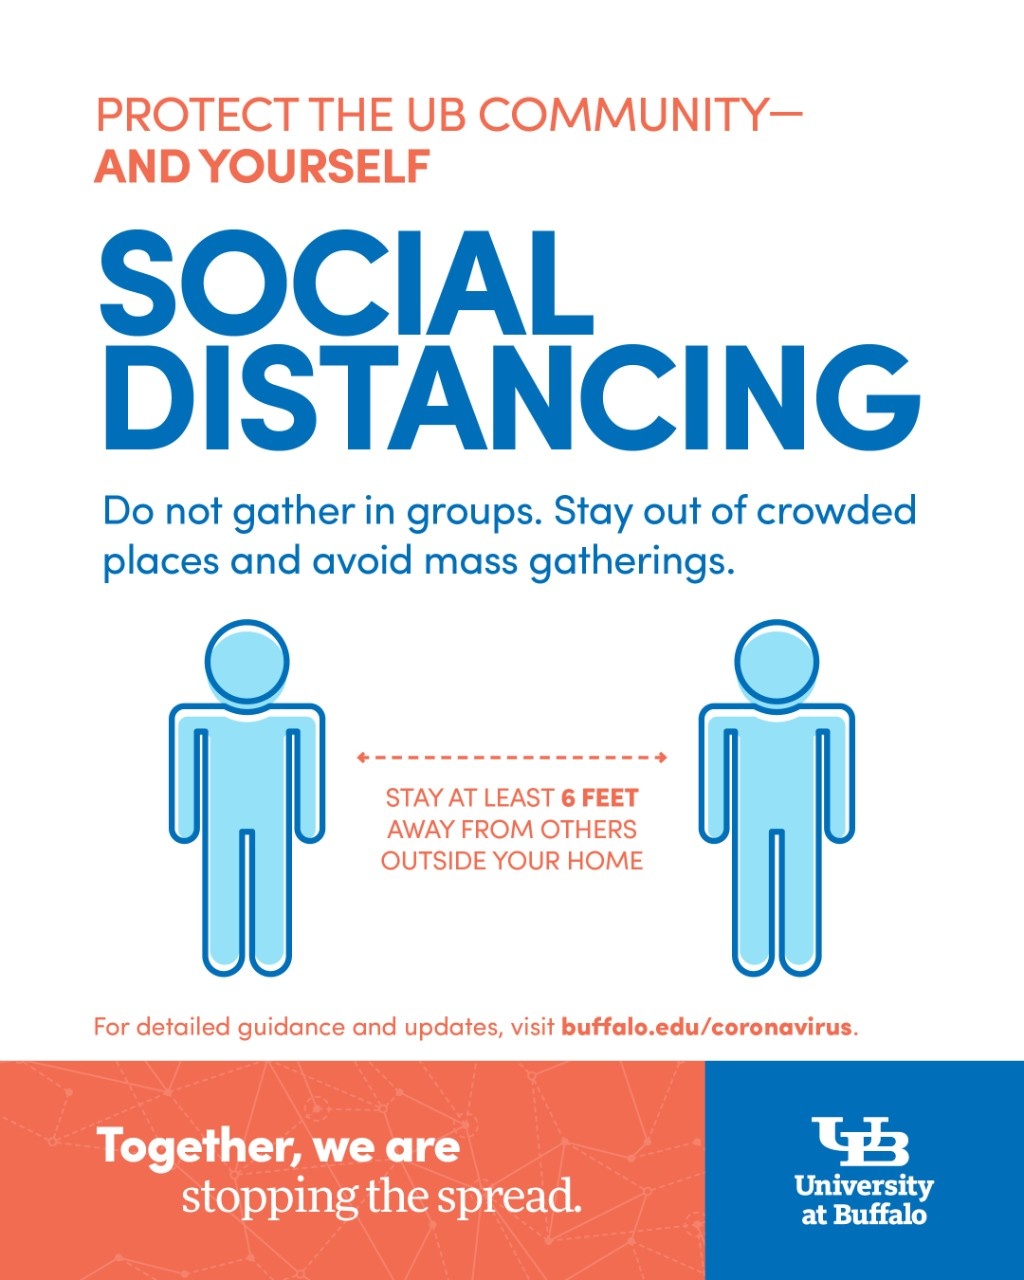 PROTECT THE UB COMMUNITY—
AND YOURSELF
SOCIAL
DISTANCING
Do not gather in groups. Stay out of crowded
places and avoid mass gatherings.
STAY AT LEAST 6 FEET
AWAY FROM OTHERS
OUTSIDE YOUR HOME
For detailed guidance and updates, visit buffalo.edu/coronavirus.
Together, we are
stopping the spread.
UB
University
at Buffalo